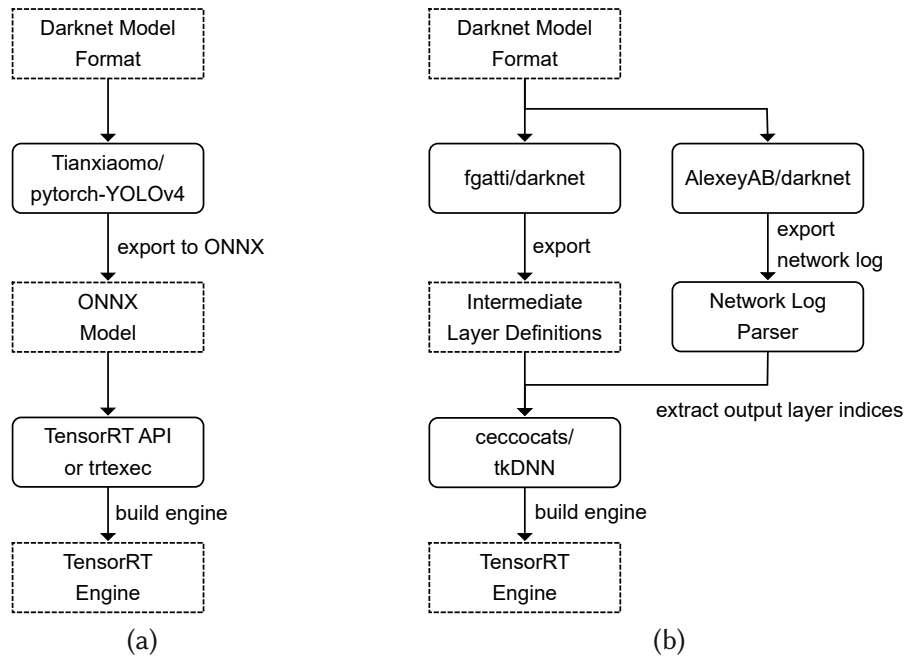 Darknet Model
Format
Tianxiaomo/
pytorch-YOLOv4
export to ONNX
ONNX
Model
TensorRT API
or trtexec
build engine
TensorRT
Engine
(a)
Darknet Model
Format
fgatti/darknet
AlexeyAB/darknet
export
export
network log
Intermediate
Layer Definitions
Network Log
Parser
extract output layer indices
ceccocats/
tkDNN
build engine
TensorRT
Engine
(b)